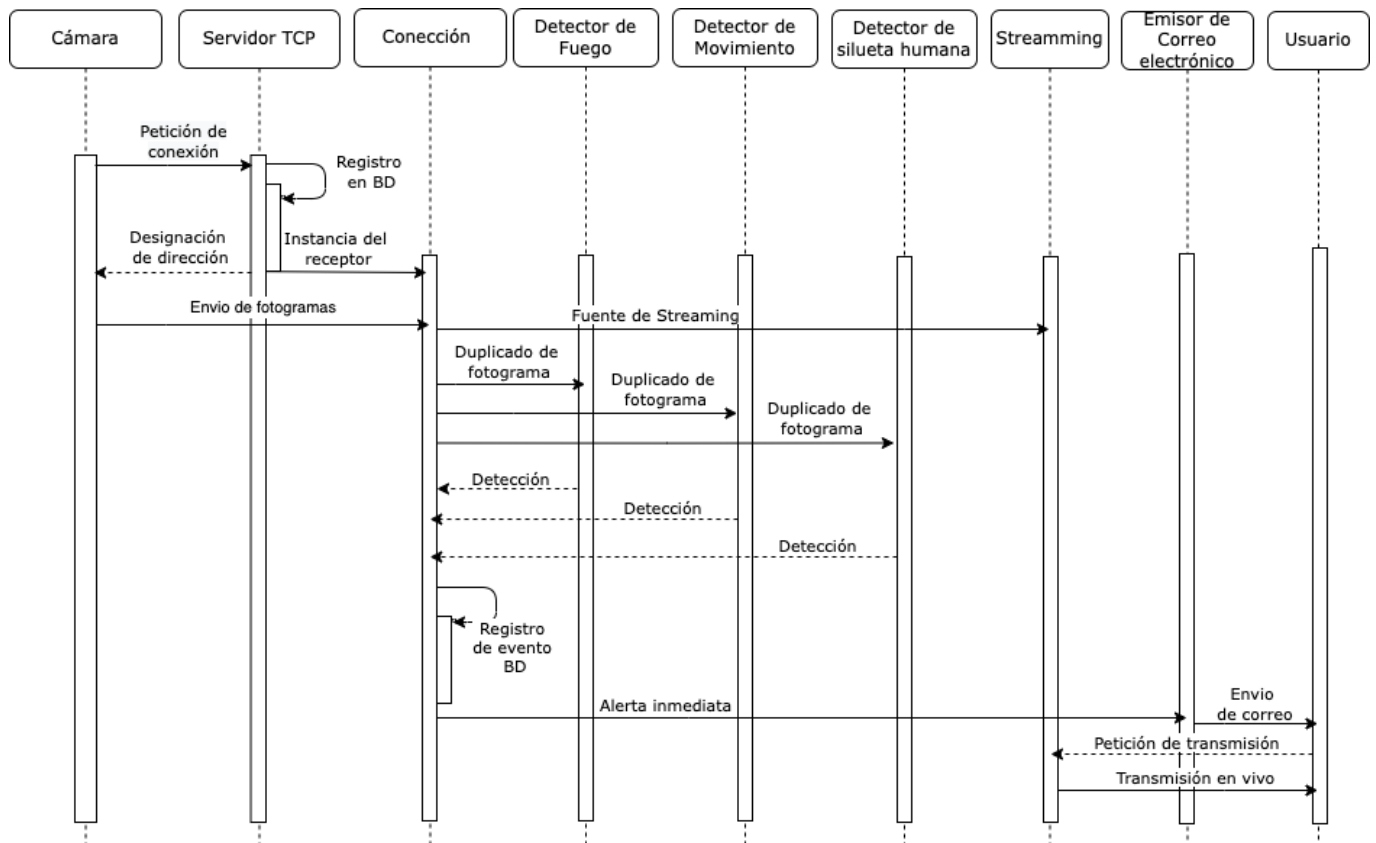 Cámara
Servidor TCP
Conección
Detector de
Fuego
Detector de
Movimiento
Detector de
silueta humana
Streamming
Emisor de
Correo
electrónico
Usuario
Petición de
conexión
Registro
en BD
Designación
de dirección
Instancia del
receptor
Envio de fotogramas
Fuente de Streaming
Duplicado de
fotograma
Duplicado de
fotograma
Duplicado de
fotograma
Detección
Detección
Detección
Registro
de evento
BD
Alerta inmediata
Envio
de correo
Petición de transmisión
Transmisión en vivo